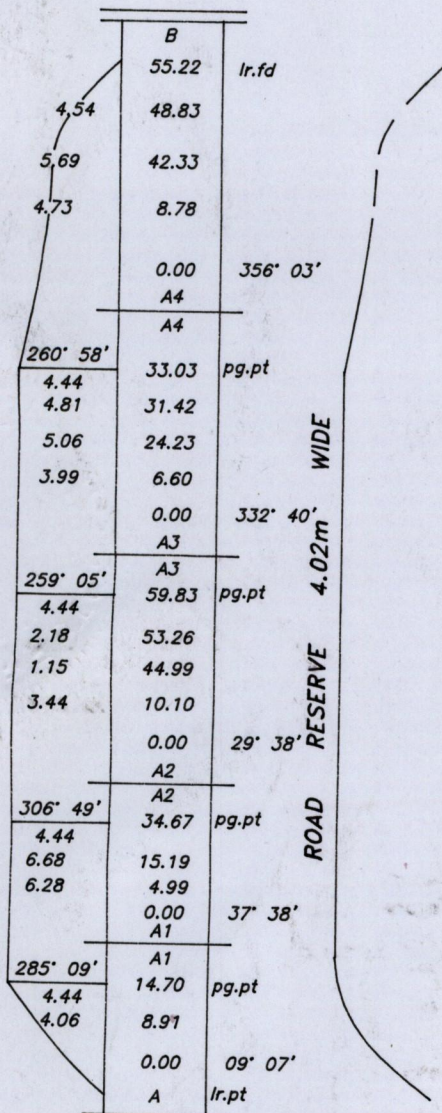 B
55.22 Ir.fd
4.54 48.83
5.69 42.33
4.73 8.78
0.00 356° 03'
A4
A4
260° 58' 33.03 pg.pt
4.44
4.81 31.42
5.06 24.23
3.99 6.60
0.00 332° 40'
A3
A3
259° 05' 59.83 pg.pt
4.44
2.18 53.26
1.15 44.99
3.44 10.10
0.00 29° 38'
A2
A2
306° 49' 34.67 pg.pt
4.44
6.68 15.19
6.28 4.99
0.00 37° 38'
A1
A1
285° 09' 14.70 pg.pt
4.44
4.06 8.91
0.00 09° 07'
A Ir.pt
ROAD RESERVE 4.02m WIDE